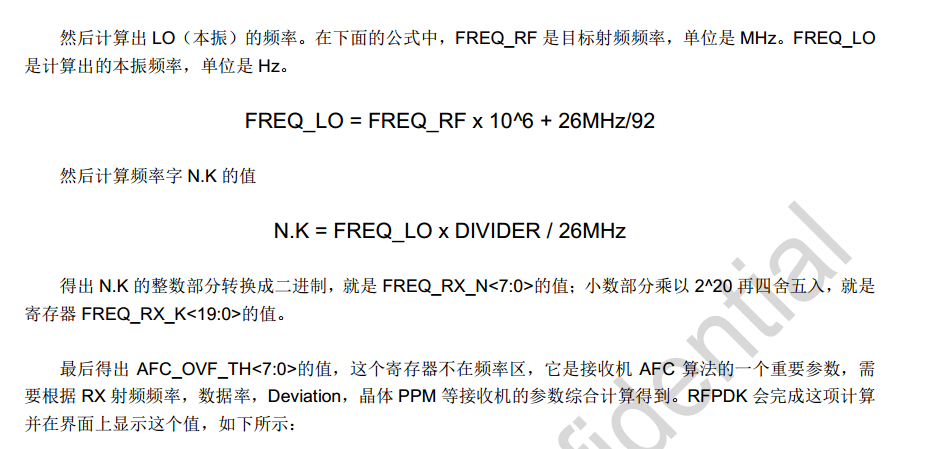 然后计算出 LO（本振）的频率。在下面的公式中，FREQ_RF 是目标射频频率，单位是 MHz。FREQ_LO
是计算出的本振频率，单位是 Hz。
FREQ_LO = FREQ_RF x 10^6 + 26MHz/92
然后计算频率字 N.K 的值
N.K = FREQ_LO x DIVIDER / 26MHz
得出 N.K 的整数部分转换成二进制，就是 FREQ_RX_N<7:0>的值；小数部分乘以 2^20 再四舍五入，就是
寄存器 FREQ_RX_K<19:0>的值。
最后得出 AFC_OVF_TH<7:0>的值，这个寄存器不在频率区，它是接收机 AFC 算法的一个重要参数，需
要根据 RX 射频频率，数据率，Deviation，晶体 PPM 等接收机的参数综合计算得到。RFPDK 会完成这项计算
并在界面上显示这个值，如下所示：
fidential